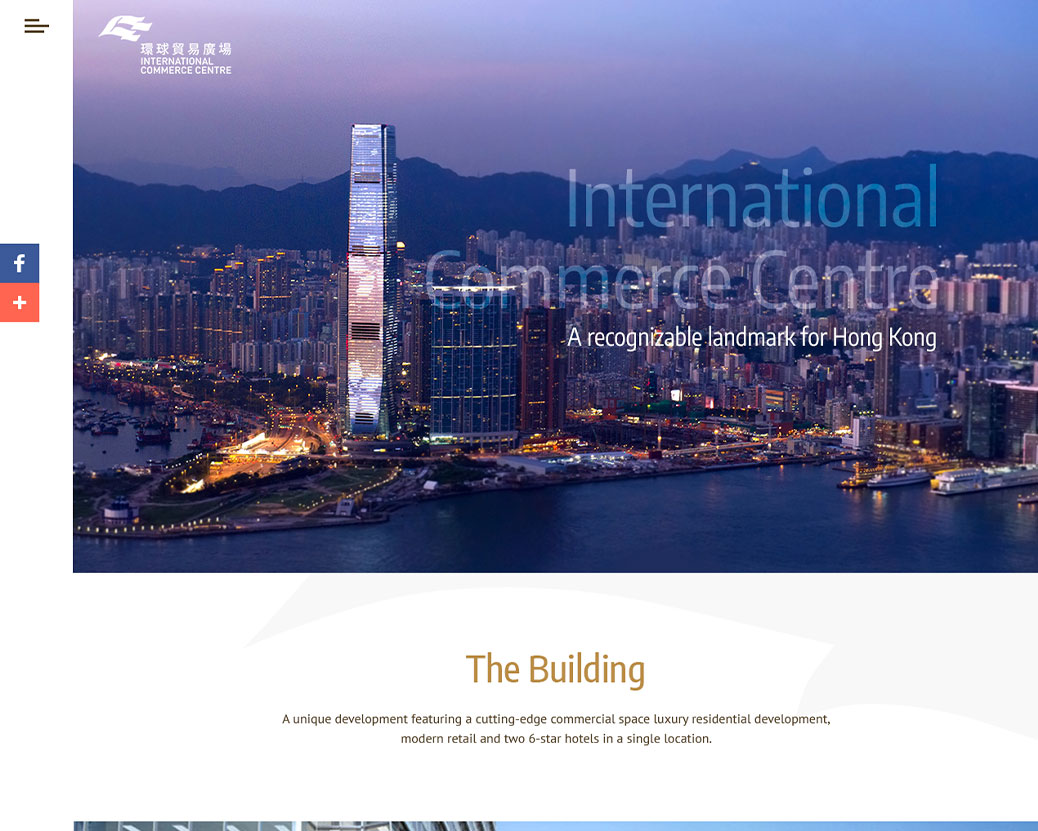 環球貿易廣場
INTERNATIONAL
COMMERCE CENTRE
International
Commerce Centre
A recognizable landmark for Hong Kong
The Building
A unique development featuring a cutting-edge commercial space luxury residential development,
modern retail and two 6-star hotels in a single location.